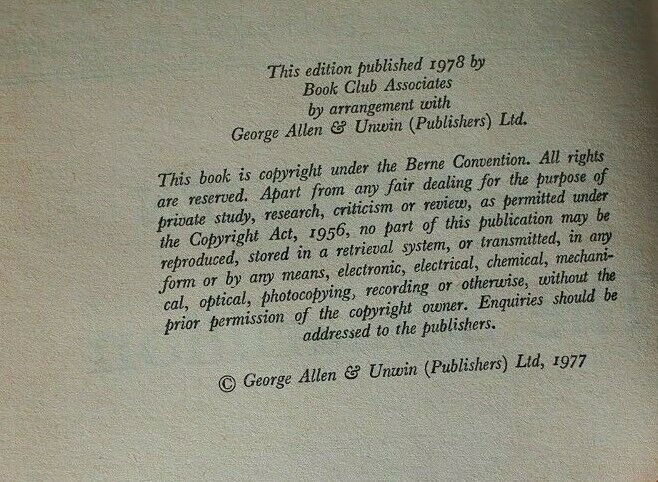 This edition published 1978 by
Book Club Associates
by arrangement with
George Allen & Unwin (Publishers) Ltd.
This book is copyright under the Berne Convention. All rights
are reserved. Apart from any fair dealing for the purpose of
private study, research, criticism or review, as permitted under
the Copyright Act, 1956, no part of this publication may be
reproduced, stored in a retrieval system, or transmitted, in any
form or by any means, electronic, electrical, chemical, mechani-
cal, optical, photocopying, recording or otherwise, without the
prior permission of the copyright owner. Enquiries should be
addressed to the publishers.
© George Allen & Unwin (Publishers) Ltd, 1977